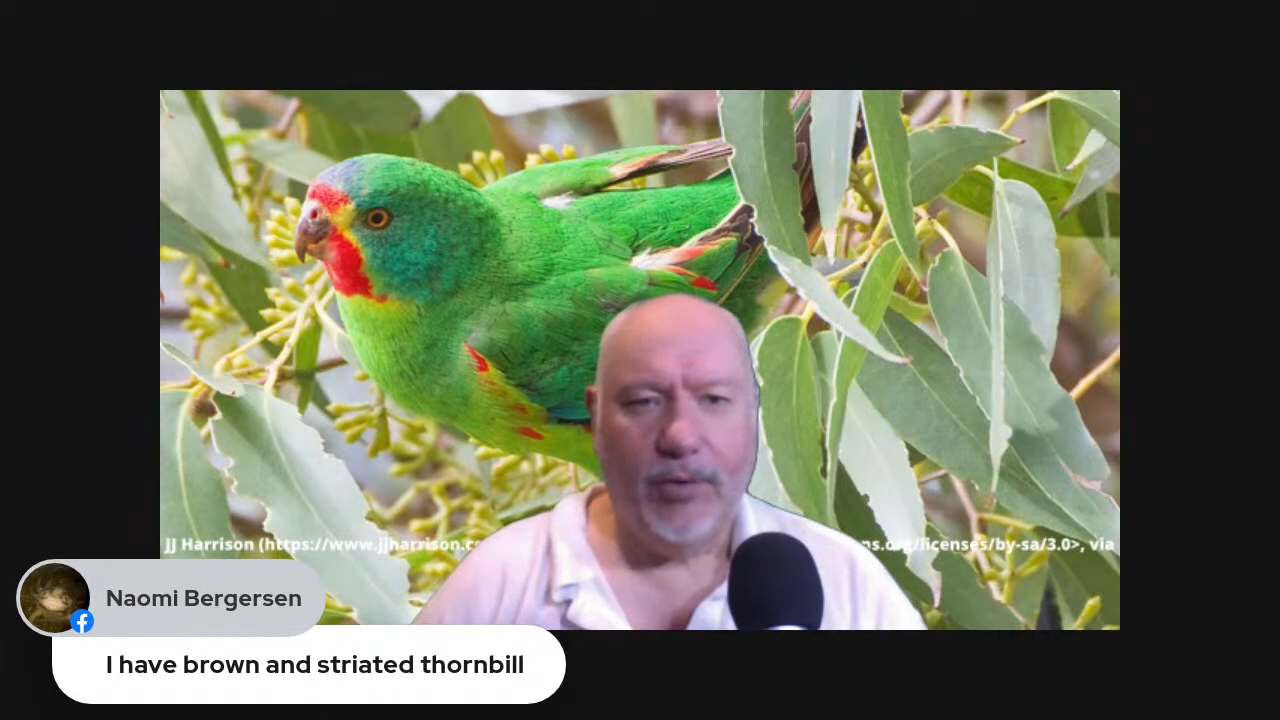 JJ Harrison (https://www.jjharrison.c ns.org/licenses/by-sa/3.0>, via
Naomi Bergersen
I have brown and striated thornbill